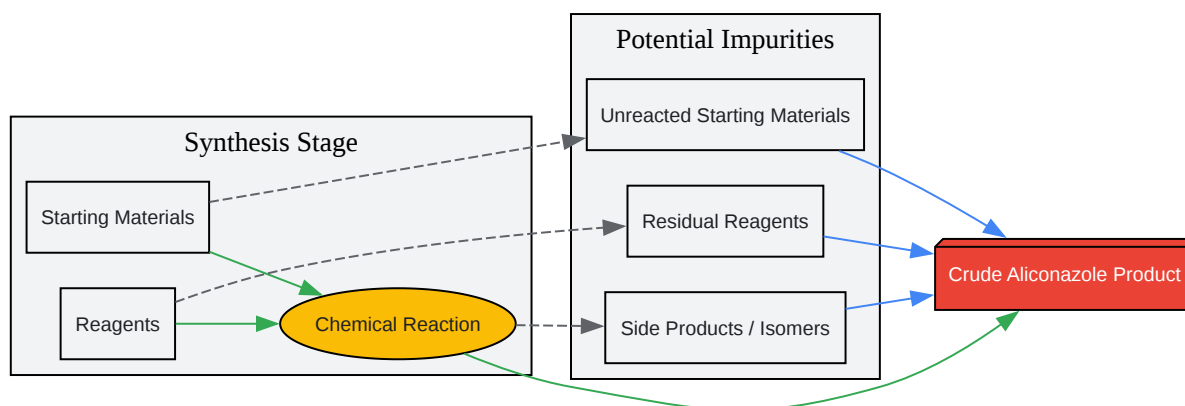 Synthesis Stage
Starting Materials
Reagents
Chemical Reaction
Potential Impurities
Unreacted Starting Materials
Residual Reagents
Side Products / Isomers
Crude Aliconazole Product